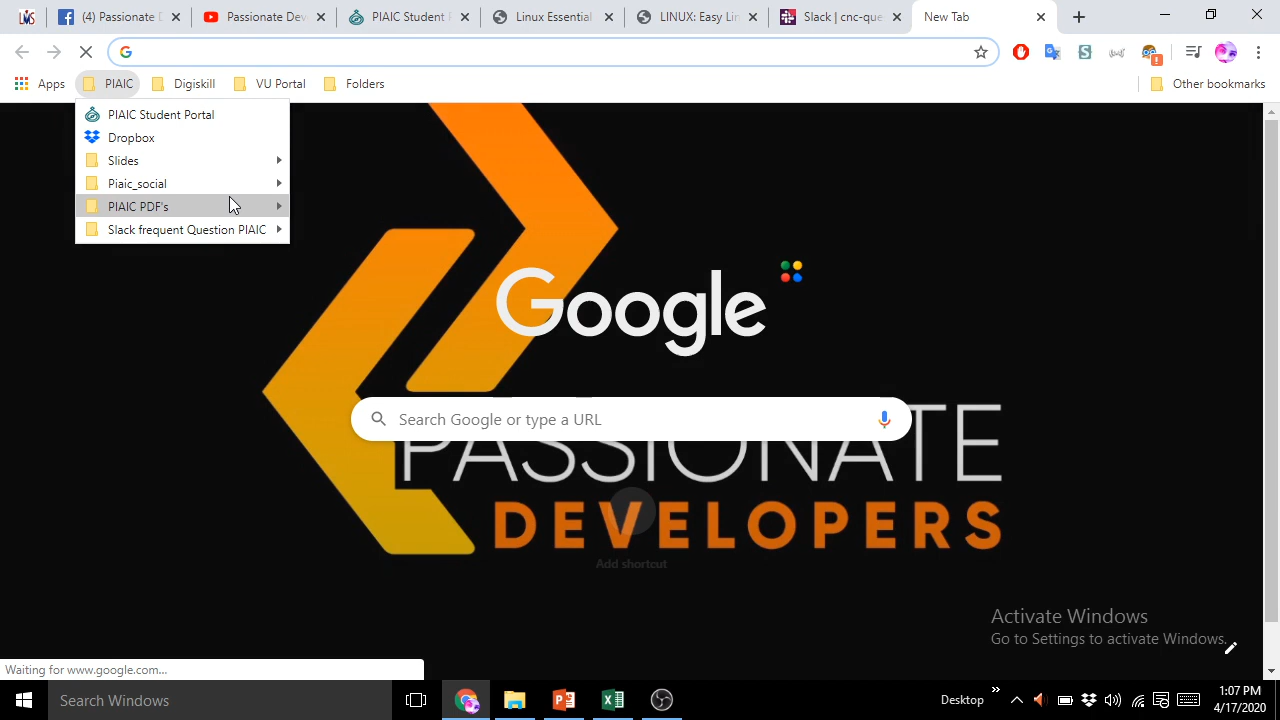 (4) Passionate D
Passionate Dev
PIAIC Student P
Linux Essential
LINUX: Easy Lin
Slack | cnc-que
New Tab
Apps
PIAIC
Digiskill
VU Portal
Folders
Other bookmarks
PIAIC Student Portal
Dropbox
Slides
Piaic_social
PIAIC PDF's
Slack frequent Question PIAIC
Google
Search Google or type a URL
PASSIONATE
DEVELOPERS
Add shortcut
Activate Windows
Go to Settings to activate Windows.
Waiting for www.google.com...
Search Windows
Desktop
1:07 PM
4/17/2020